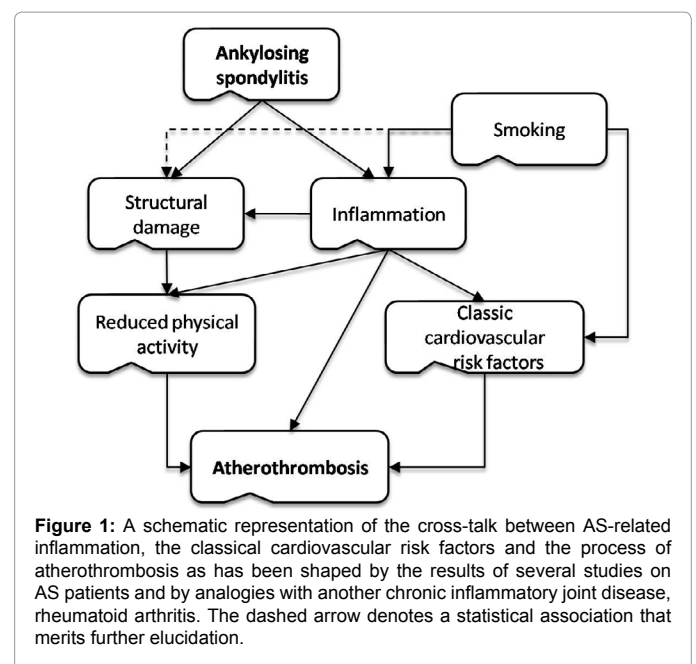 Ankylosing
spondylitis
Smoking
Structural
damage
Inflammation
Reduced physical
activity
Classic
cardiovascular
risk factors
Atherothrombosis
Figure 1: A schematic representation of the cross-talk between AS-related
inflammation, the classical cardiovascular risk factors and the process of
atherothrombosis as has been shaped by the results of several studies on
AS patients and by analogies with another chronic inflammatory joint disease,
rheumatoid arthritis. The dashed arrow denotes a statistical association that
merits further elucidation.